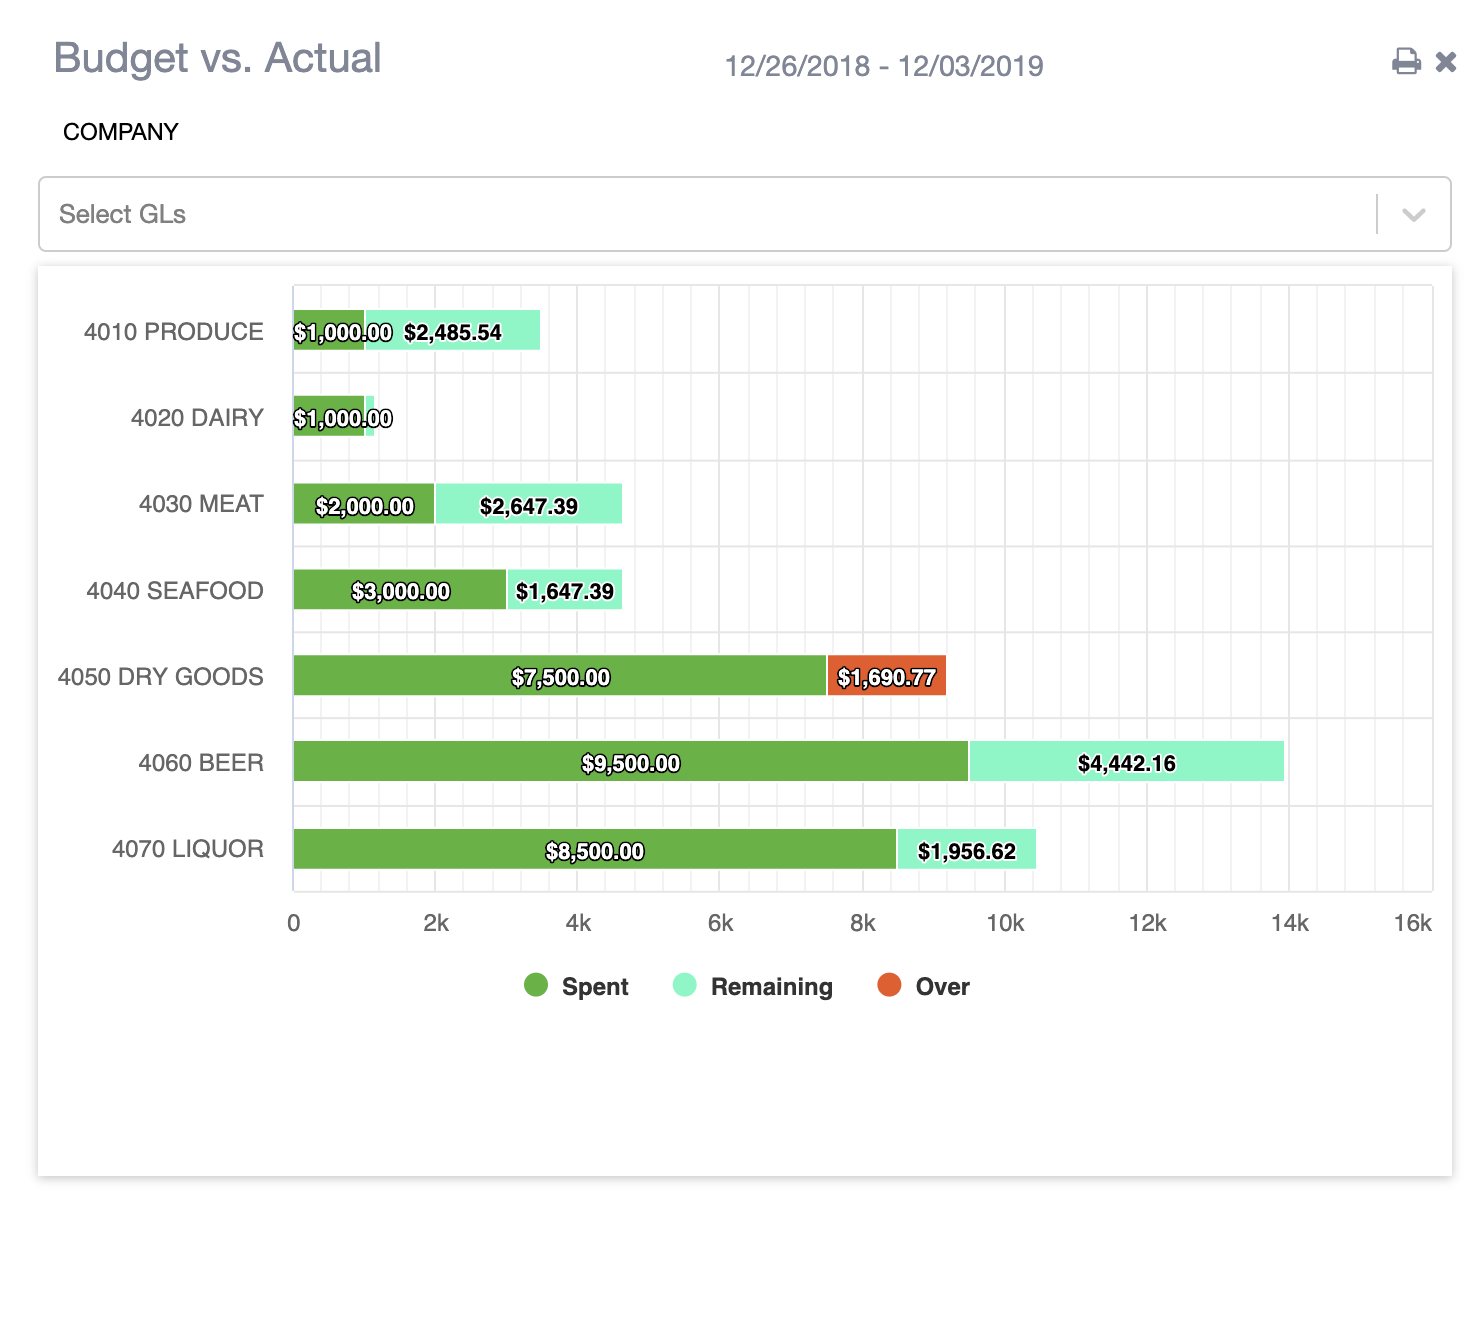 Budget vs. Actual
12/26/2018 - 12/03/2019
COMPANY
Select GLs
4010 PRODUCE $1,000.00 $2,485.54
4020 DAIRY $1,000.00
4030 MEAT $2,000.00 $2,647.39
4040 SEAFOOD $3,000.00 $1,647.39
4050 DRY GOODS $7,500.00 $1,690.77
4060 BEER $9,500.00 $4,442.16
4070 LIQUOR $8,500.00 $1,956.62
0 2k 4k 6k 8k 10k 12k 14k 16k
Spent Remaining Over